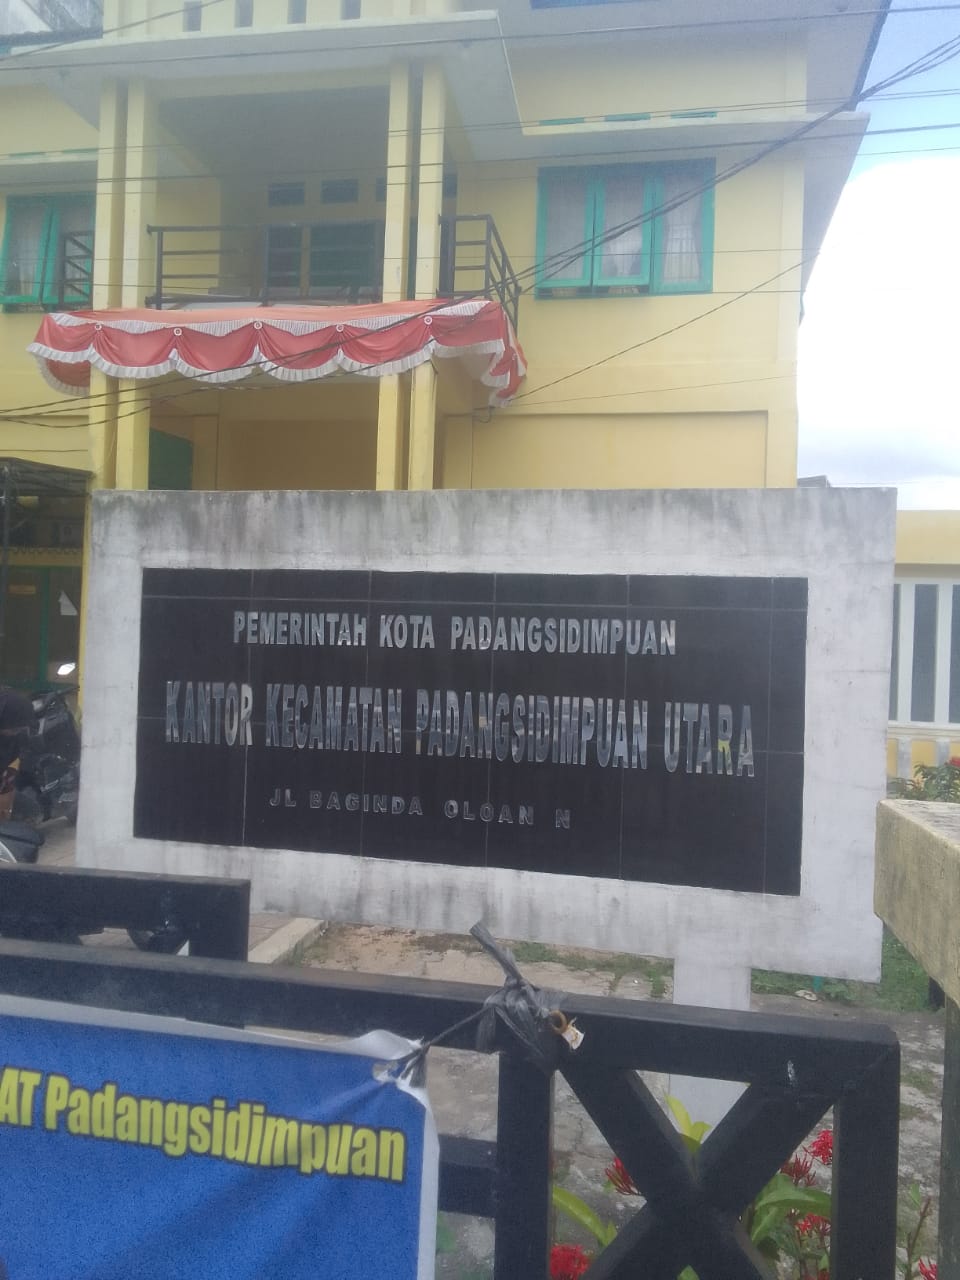 PEMERINTAH KOTA PADANGSIDIMPUAN
KANTOR KECAMATAN PADANGSIDIMPUAN UTARA
JL BAGINDA OLOAN N
AT Padangsidimpuan